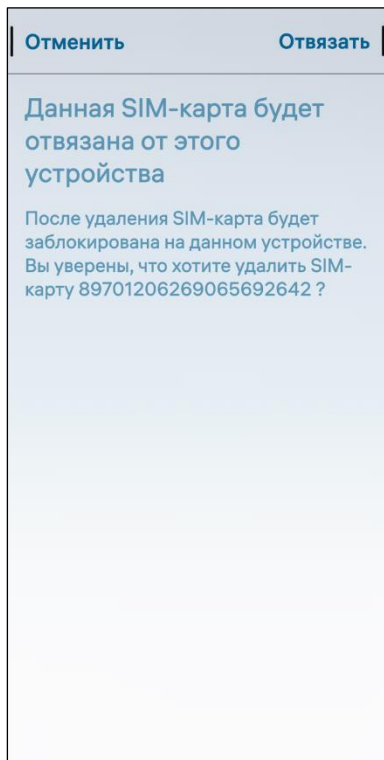 Отменить Отвязать
Данная SIM-карта будет
отвязана от этого
устройства
После удаления SIM-карта будет
заблокирована на данном устройстве.
Вы уверены, что хотите удалить SIM-
карту 89701206269065692642 ?